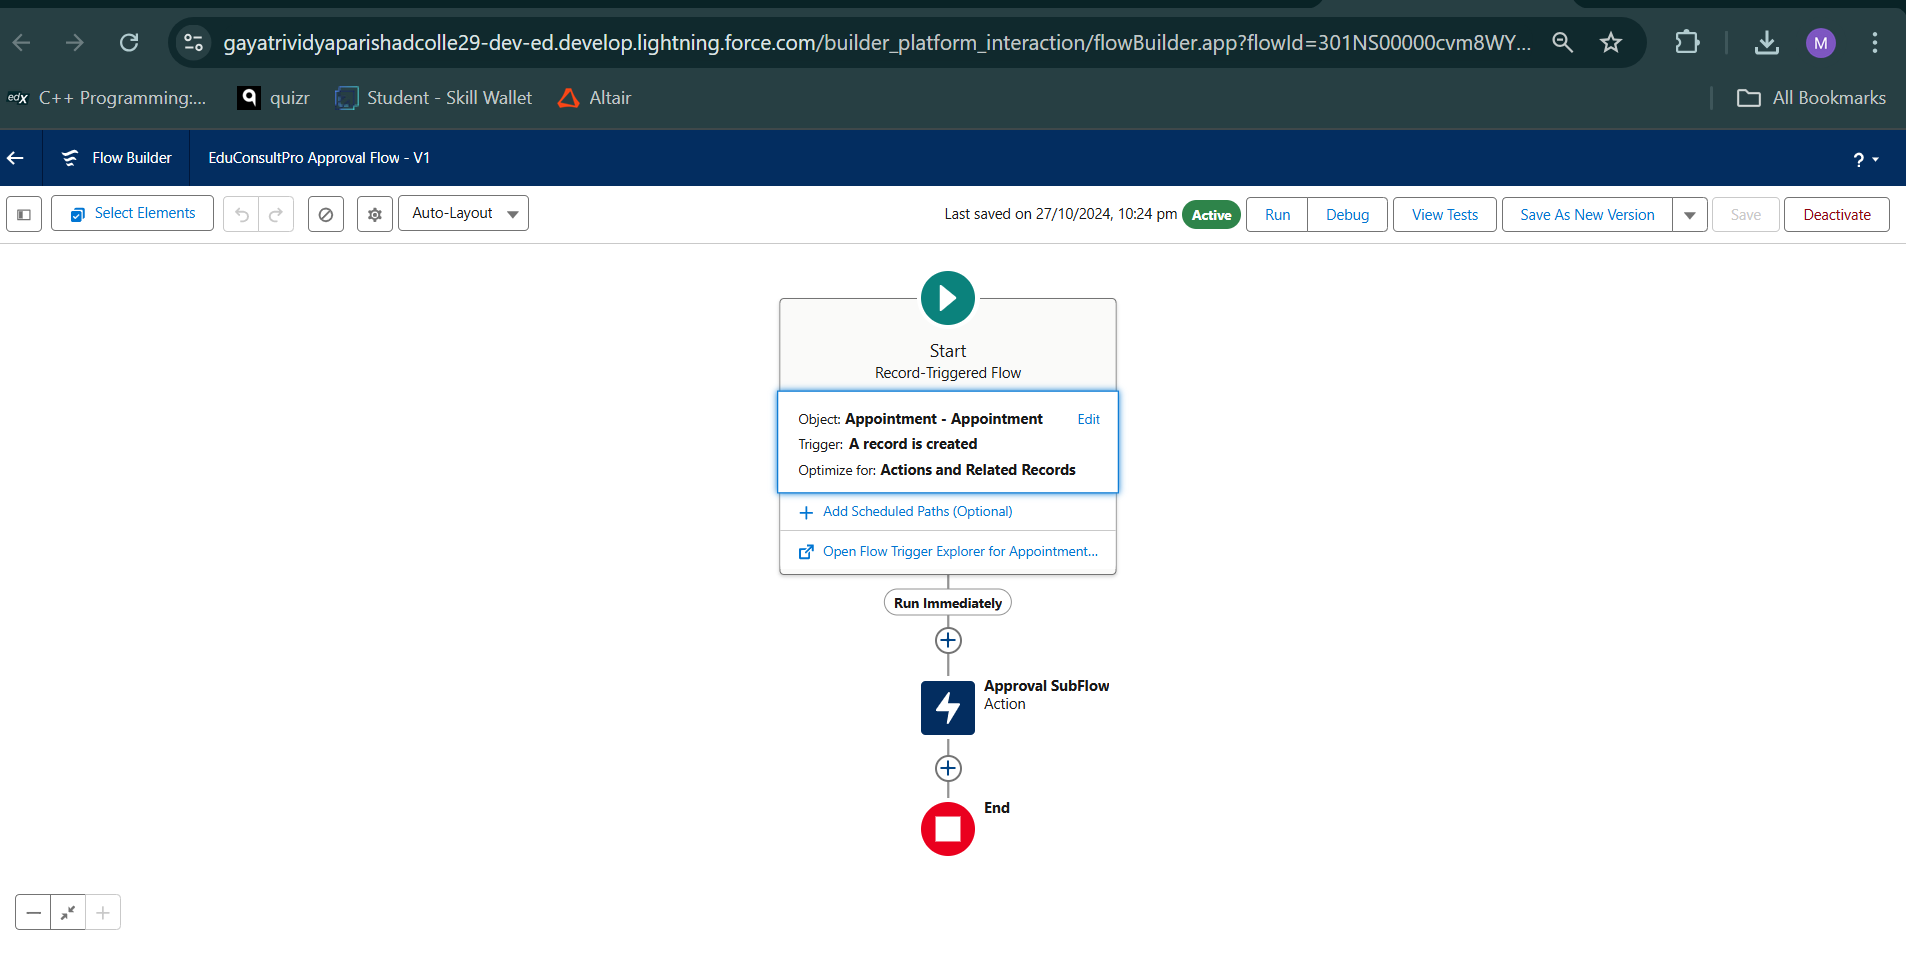 gayatrividyaparishadcolle29-dev-ed.develop.lightning.force.com/builder_platform_interaction/flowBuilder.app?flowId=301NS00000cvm8WY...
M
edX C++ Programming:...
quizr
Student - Skill Wallet
Altair
All Bookmarks
Flow Builder
EduConsultPro Approval Flow - V1
?
Select Elements
Auto-Layout
Last saved on 27/10/2024, 10:24 pm
Active
Run
Debug
View Tests
Save As New Version
Save
Deactivate
Start
Record-Triggered Flow
Object: Appointment - Appointment
Edit
Trigger: A record is created
Optimize for: Actions and Related Records
Add Scheduled Paths (Optional)
Open Flow Trigger Explorer for Appointment...
Run Immediately
Approval SubFlow
Action
End